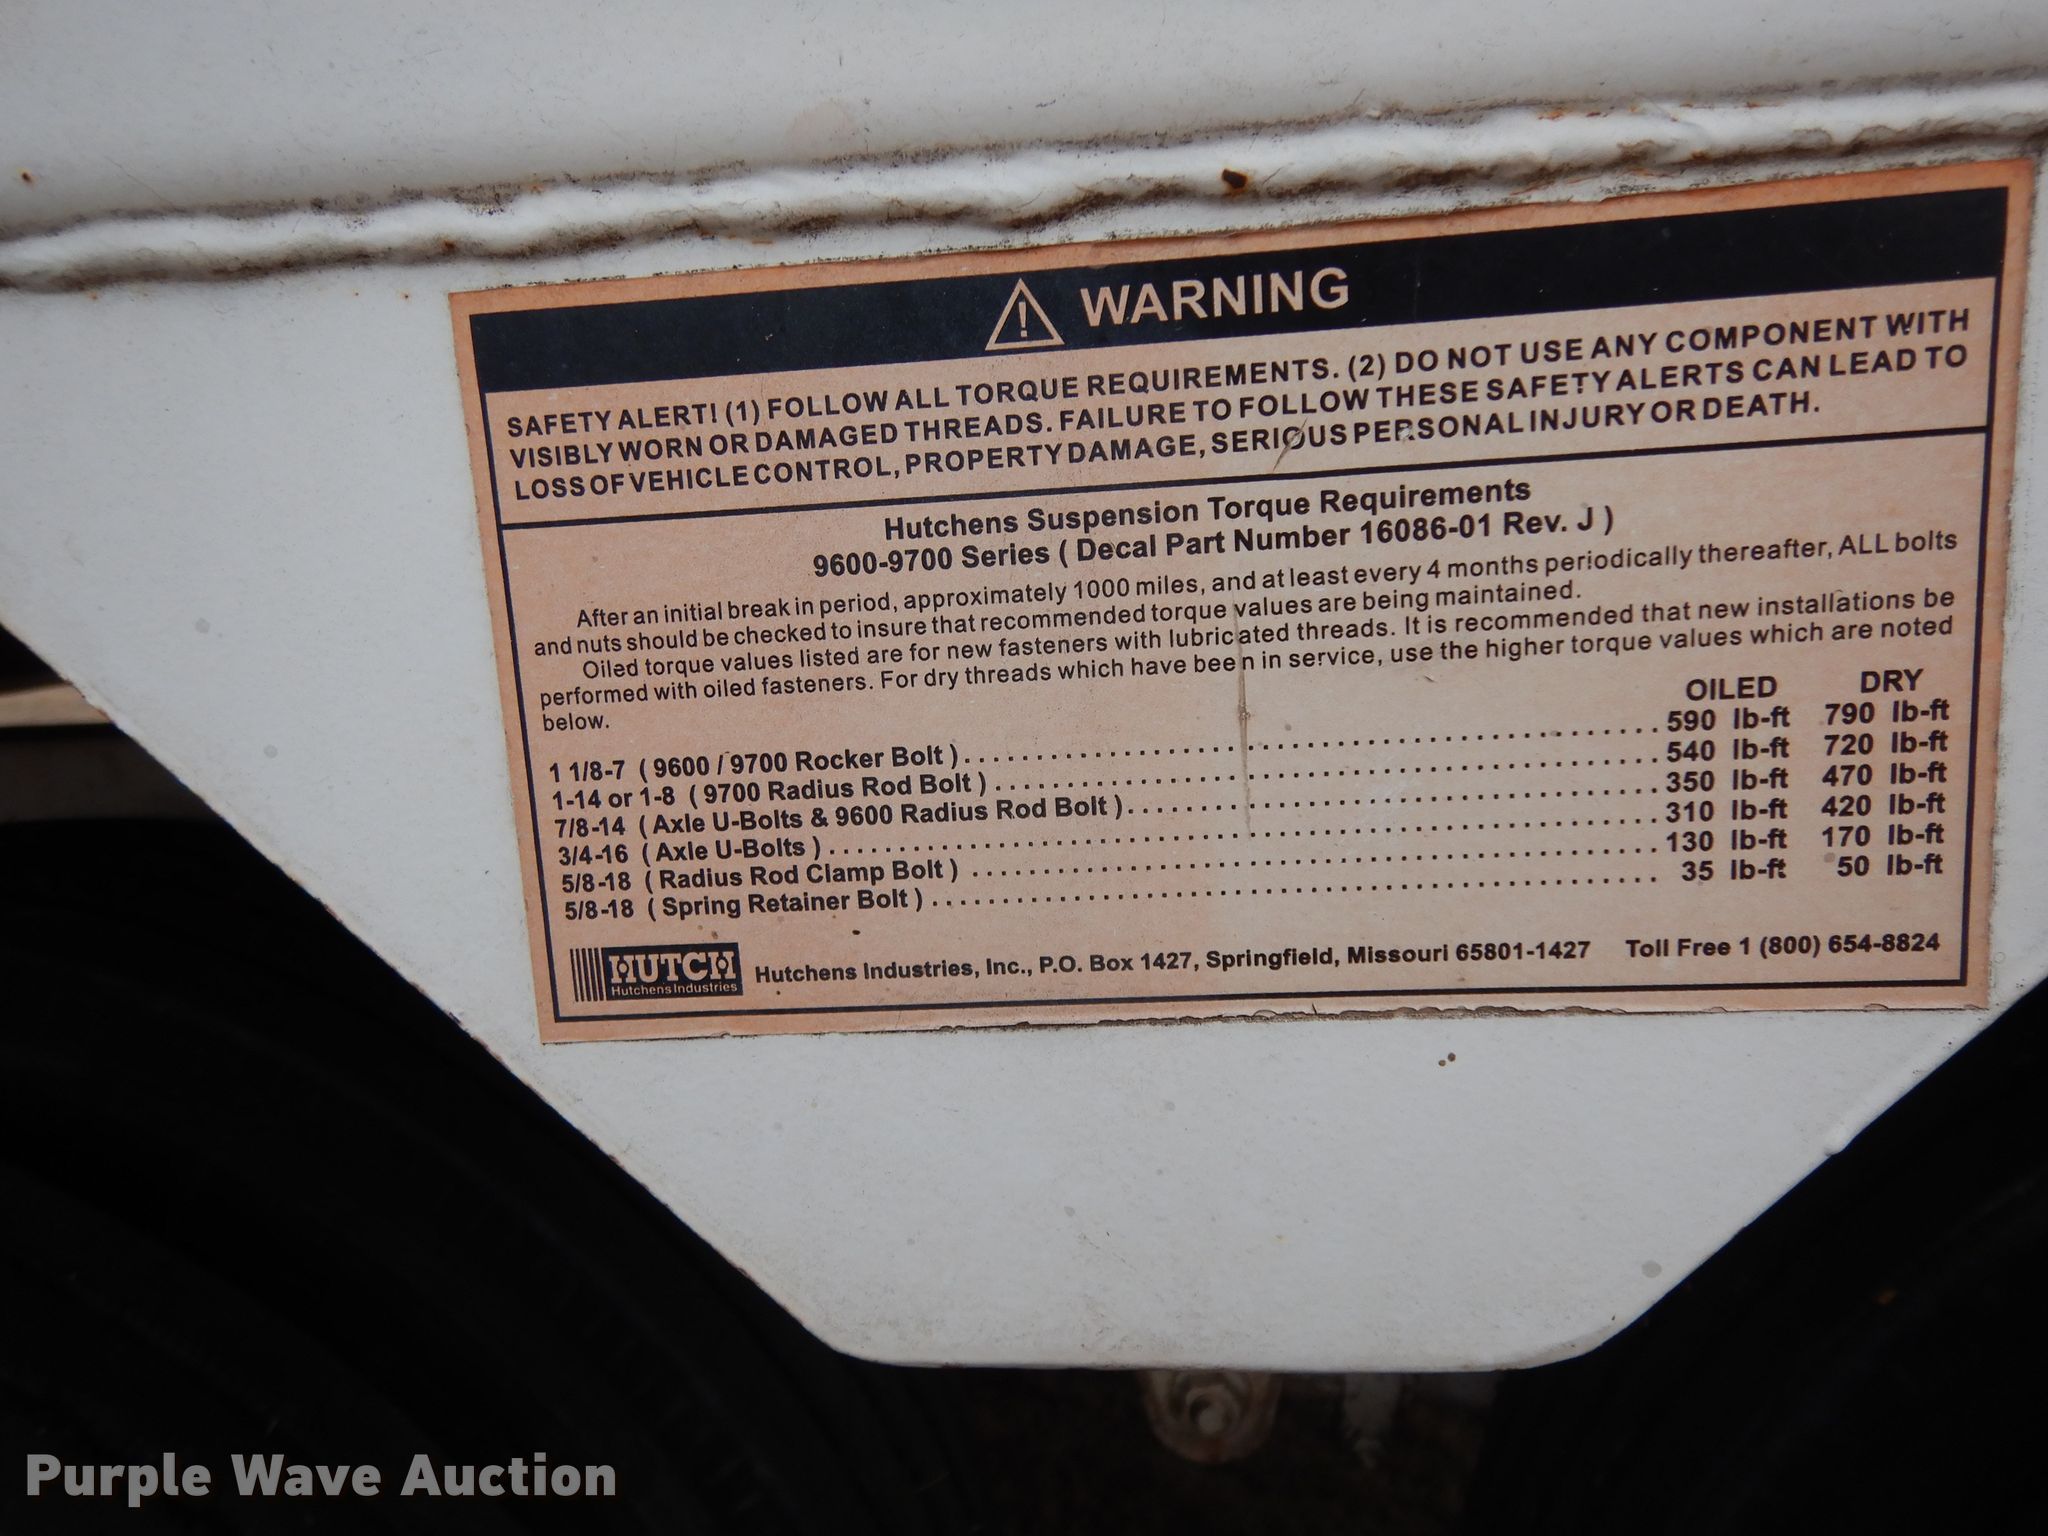 WARNING
SAFETY ALERT! (1) FOLLOW ALL TORQUE REQUIREMENTS. (2) DO NOT USE ANY COMPONENT WITH
VISIBLY WORN OR DAMAGED THREADS. FAILURE TO FOLLOW THESE SAFETY ALERTS CAN LEAD TO
LOSS OF VEHICLE CONTROL, PROPERTY DAMAGE, SERIOUS PERSONAL INJURY OR DEATH.
Hutchens Suspension Torque Requirements
9600-9700 Series ( Decal Part Number 16086-01 Rev. J )
After an initial break in period, approximately 1000 miles, and at least every 4 months periodically thereafter, ALL bolts
and nuts should be checked to insure that recommended torque values are being maintained.
Oiled torque values listed are for new fasteners with lubricated threads. It is recommended that new installations be
performed with oiled fasteners. For dry threads which have been in service, use the higher torque values which are noted
below.
OILED DRY
1 1/8-7 ( 9600 / 9700 Rocker Bolt ) 590 lb-ft 790 lb-ft
1-14 or 1-8 ( 9700 Radius Rod Bolt ) 540 lb-ft 720 lb-ft
7/8-14 ( Axle U-Bolts & 9600 Radius Rod Bolt ) 350 lb-ft 470 lb-ft
3/4-16 ( Axle U-Bolts ) 310 lb-ft 420 lb-ft
5/8-18 ( Radius Rod Clamp Bolt ) 130 lb-ft 170 lb-ft
5/8-18 ( Spring Retainer Bolt ) 35 lb-ft 50 lb-ft
HUTCH
Hutchens Industries
Hutchens Industries, Inc., P.O. Box 1427, Springfield, Missouri 65801-1427 Toll Free 1 (800) 654-8824
Purple Wave Auction